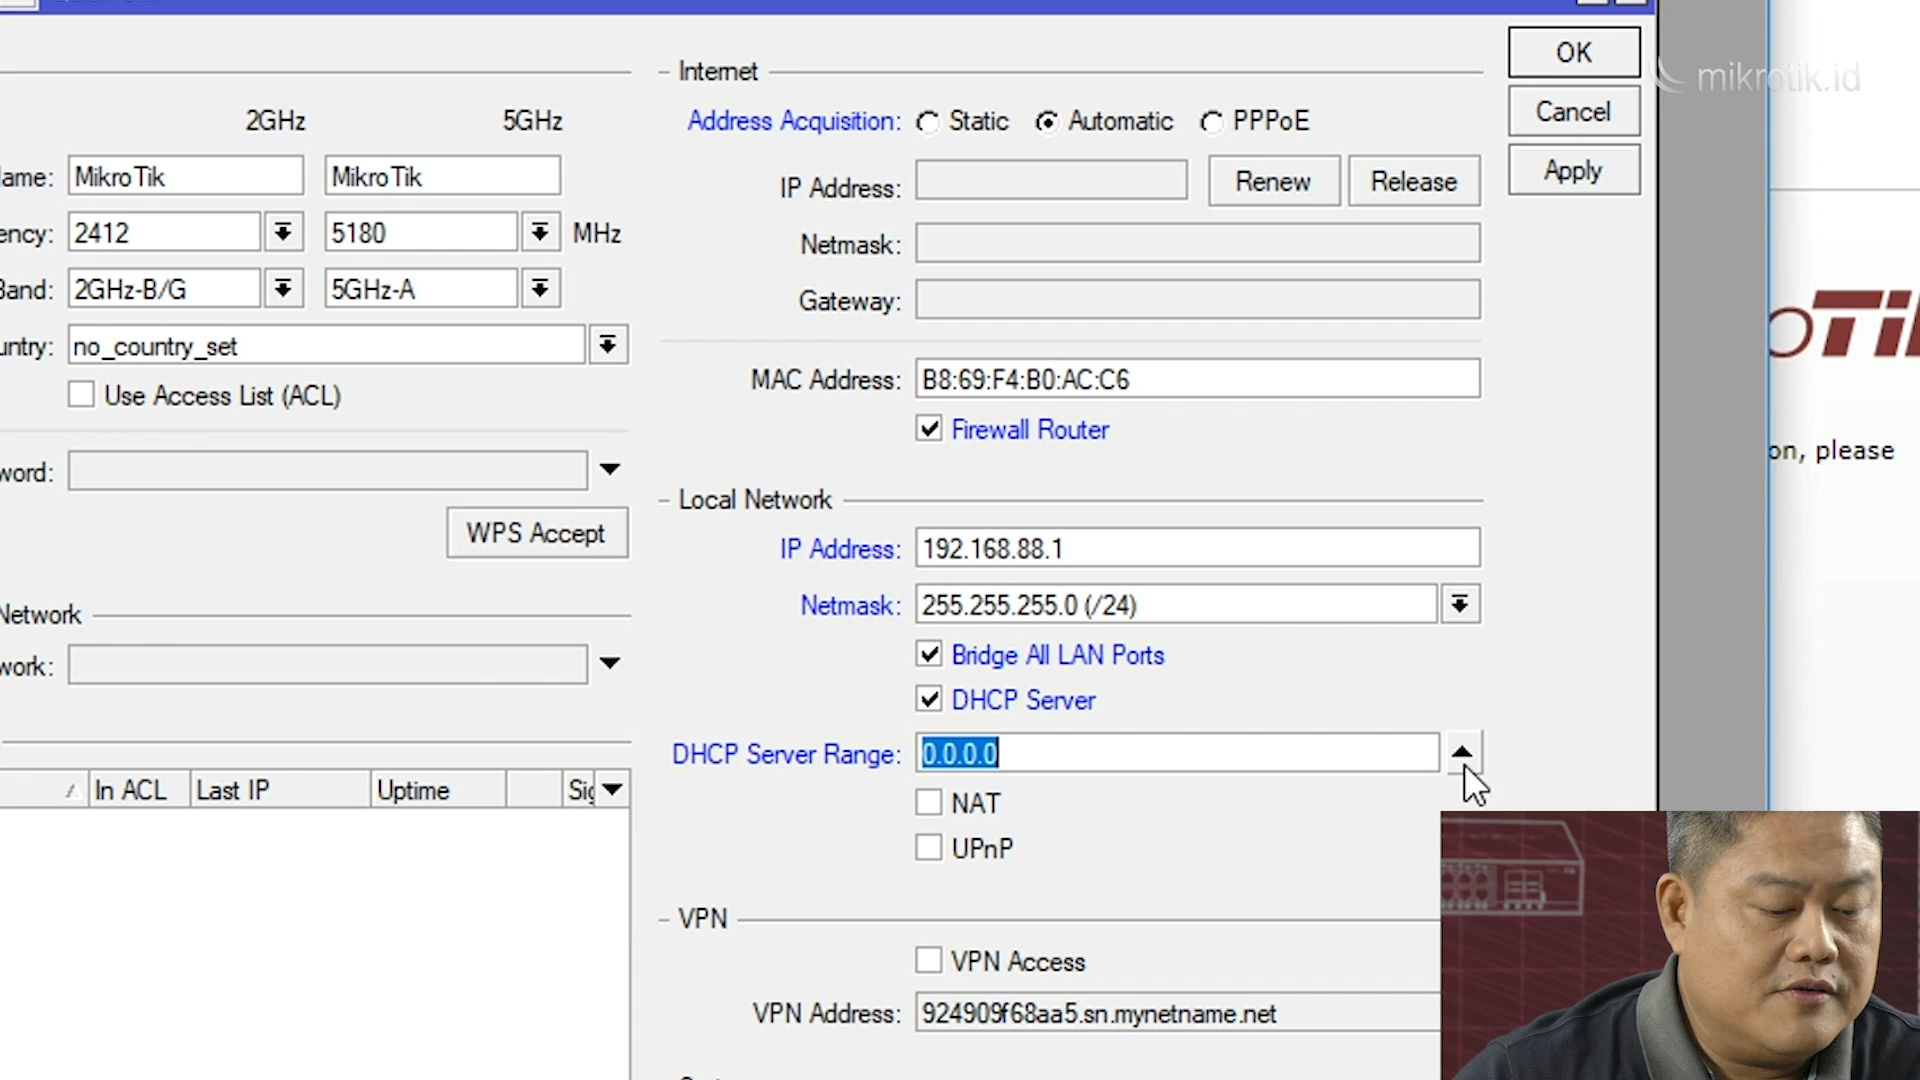 Internet
OK
mikrotik.id
2GHz 5GHz
Address Acquisition: Static Automatic PPPoE
Cancel
ame: MikroTik MikroTik
IP Address: Renew Release
Apply
ency: 2412 5180 MHz
Netmask:
Band: 2GHz-B/G 5GHz-A
Gateway:
untry: no_country_set
oTik
MAC Address: B8:69:F4:B0:AC:C6
Use Access List (ACL)
Firewall Router
on, please
word:
Local Network
WPS Accept
IP Address: 192.168.88.1
Netmask: 255.255.255.0 (/24)
Network
Bridge All LAN Ports
work:
DHCP Server
DHCP Server Range: 0.0.0.0
In ACL Last IP Uptime Sig
NAT
UPnP
VPN
VPN Access
VPN Address: 924909f68aa5.sn.mynetname.net